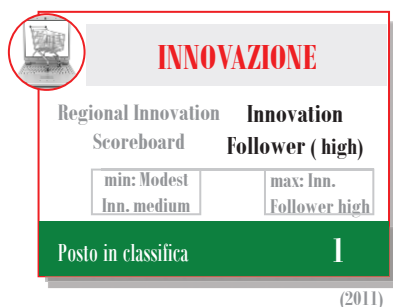 INNOVAZIONE
Regional Innovation Scoreboard
Innovation Follower ( high)
min: Modest Inn. medium
max: Inn. Follower high
Posto in classifica 1
(2011)